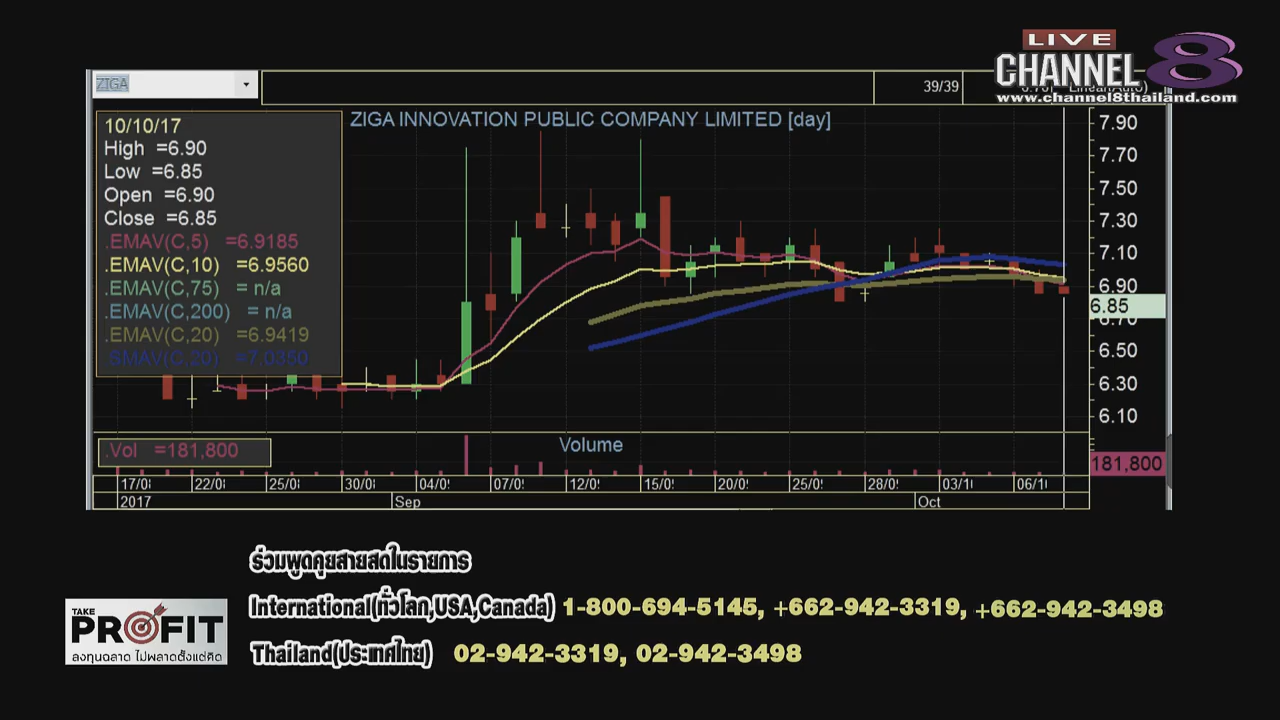 LIVE
CHANNEL 8
www.channel8thailand.com
ZIGA
39/39
ZIGA INNOVATION PUBLIC COMPANY LIMITED [day]
10/10/17
High =6.90
Low =6.85
Open =6.90
Close =6.85
.EMAV(C,5) =6.9185
.EMAV(C,10) =6.9560
.EMAV(C,75) = n/a
.EMAV(C,200) = n/a
.EMAV(C,20) =6.9419
.SMAV(C,20) =7.0350
7.90
7.70
7.50
7.30
7.10
6.90
6.85
6.70
6.50
6.30
6.10
.Vol =181,800
Volume
181,800
17/0 22/0 25/0 30/0 04/0 07/0 12/0 15/0 20/0 25/0 28/0 03/1 06/1
2017 Sep Oct
ร่วมพูดคุยสายสดในรายการ
International(ทั่วโลก,USA,Canada) 1-800-694-5145, +662-942-3319, +662-942-3498
Thailand(ประเทศไทย) 02-942-3319, 02-942-3498
TAKE
PROFIT
ลงทุนฉลาด ไม่พลาดตั้งแต่คิด